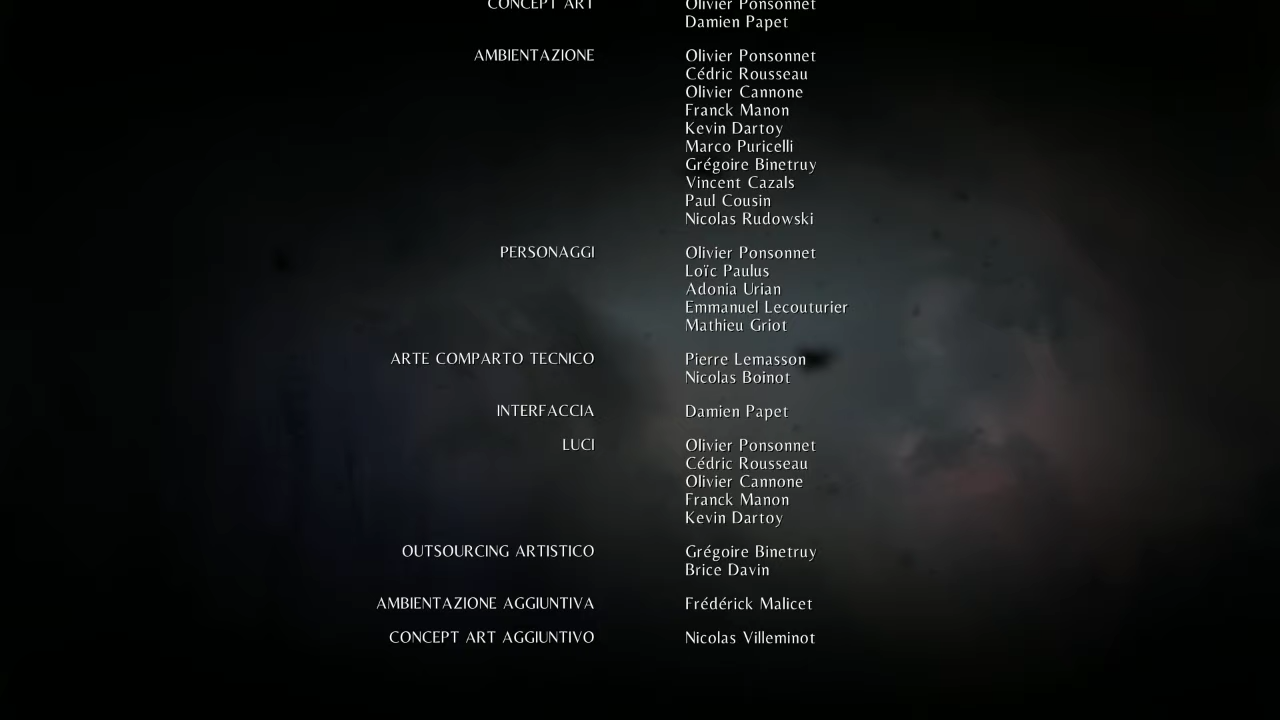 CONCEPT ART Olivier Ponsonnet
Damien Papet
AMBIENTAZIONE Olivier Ponsonnet
Cédric Rousseau
Olivier Cannone
Franck Manon
Kevin Dartoy
Marco Puricelli
Grégoire Binetruy
Vincent Cazals
Paul Cousin
Nicolas Rudowski
PERSONAGGI Olivier Ponsonnet
Loïc Paulus
Adonia Urian
Emmanuel Lecouturier
Mathieu Griot
ARTE COMPARTO TECNICO Pierre Lemasson
Nicolas Boinot
INTERFACCIA Damien Papet
LUCI Olivier Ponsonnet
Cédric Rousseau
Olivier Cannone
Franck Manon
Kevin Dartoy
OUTSOURCING ARTISTICO Grégoire Binetruy
Brice Davin
AMBIENTAZIONE AGGIUNTIVA Frédérick Malicet
CONCEPT ART AGGIUNTIVO Nicolas Villeminot